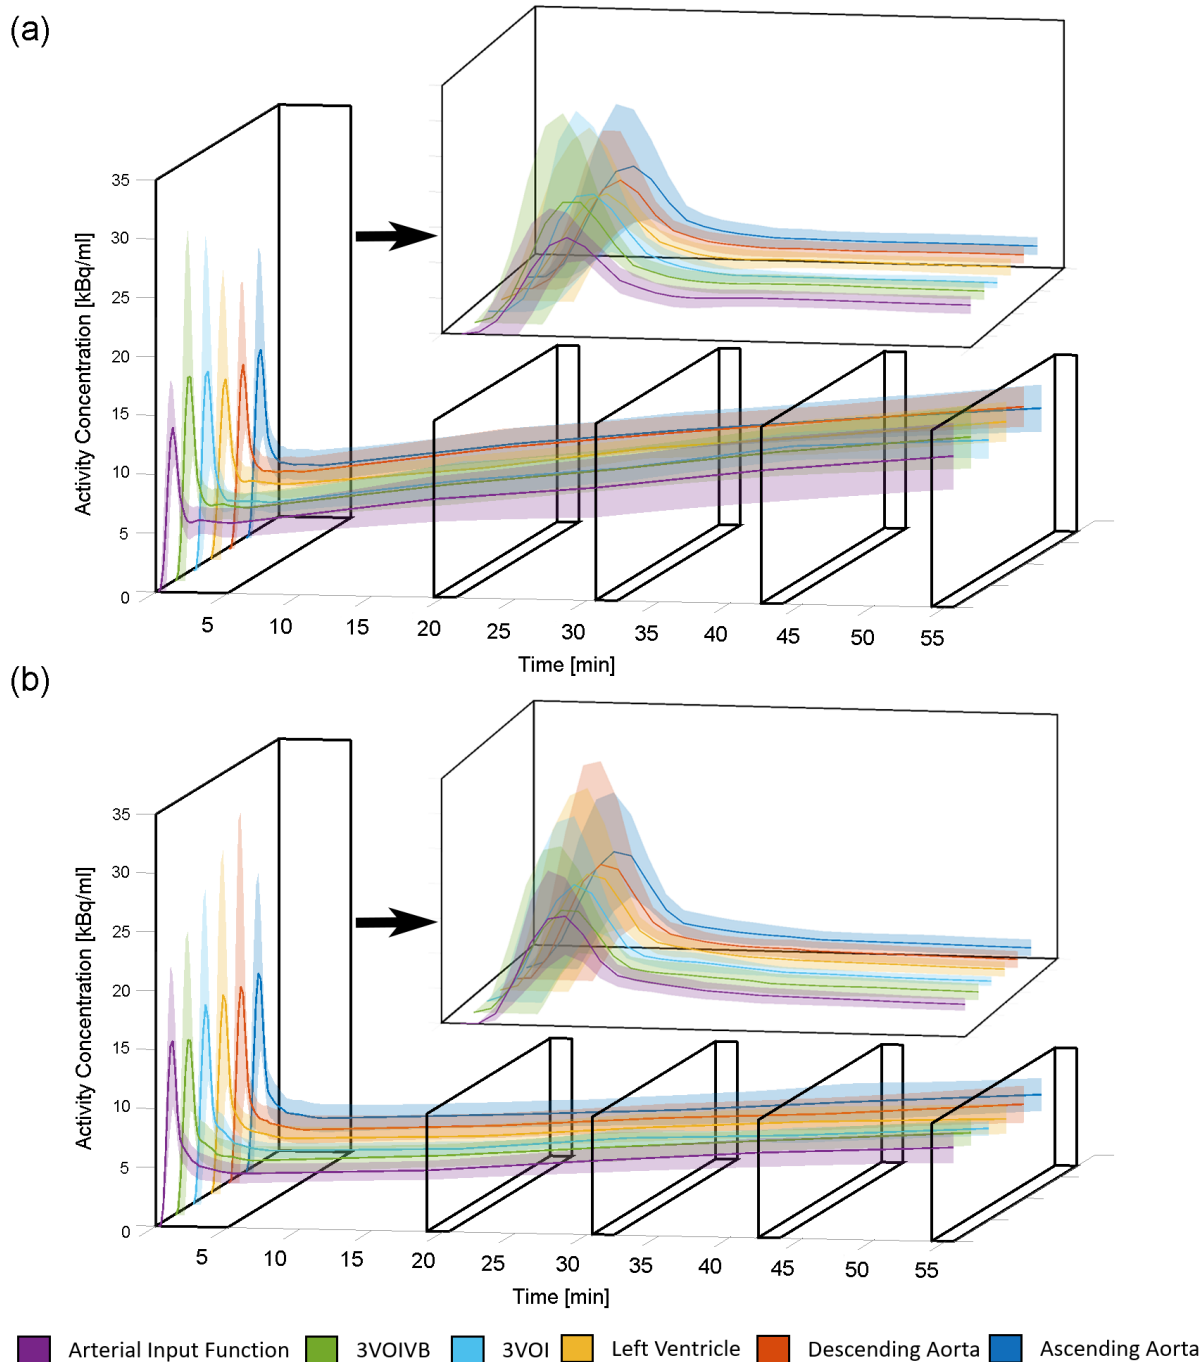 (a)
35
30
25
20
15
10
5
0
Activity Concentration [kBq/ml]
5 10 15 20 25 30 35 40 45 50 55
Time [min]
(b)
35
30
25
20
15
10
5
0
Activity Concentration [kBq/ml]
5 10 15 20 25 30 35 40 45 50 55
Time [min]
Arterial Input Function 3VOIVB 3VOI Left Ventricle Descending Aorta Ascending Aorta